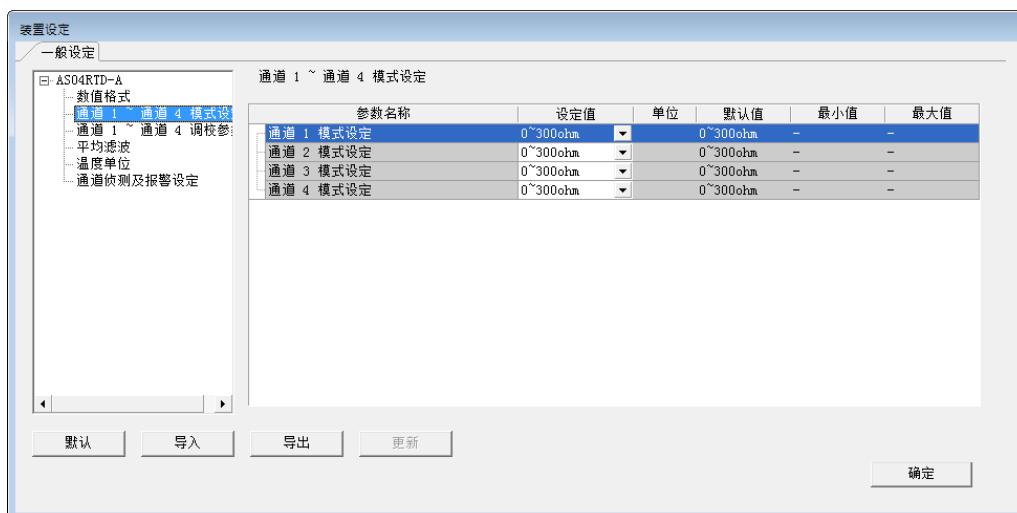 装置设定
一般设定
AS04RTD-A
数值格式
通道 1 ~ 通道 4 模式设
通道 1 ~ 通道 4 调校参
平均滤波
温度单位
通道侦测及报警设定
通道 1 ~ 通道 4 模式设定
参数名称 设定值 单位 默认值 最小值 最大值
通道 1 模式设定 0~300ohm 0~300ohm - -
通道 2 模式设定 0~300ohm 0~300ohm - -
通道 3 模式设定 0~300ohm 0~300ohm - -
通道 4 模式设定 0~300ohm 0~300ohm - -
默认 导入 导出 更新
确定